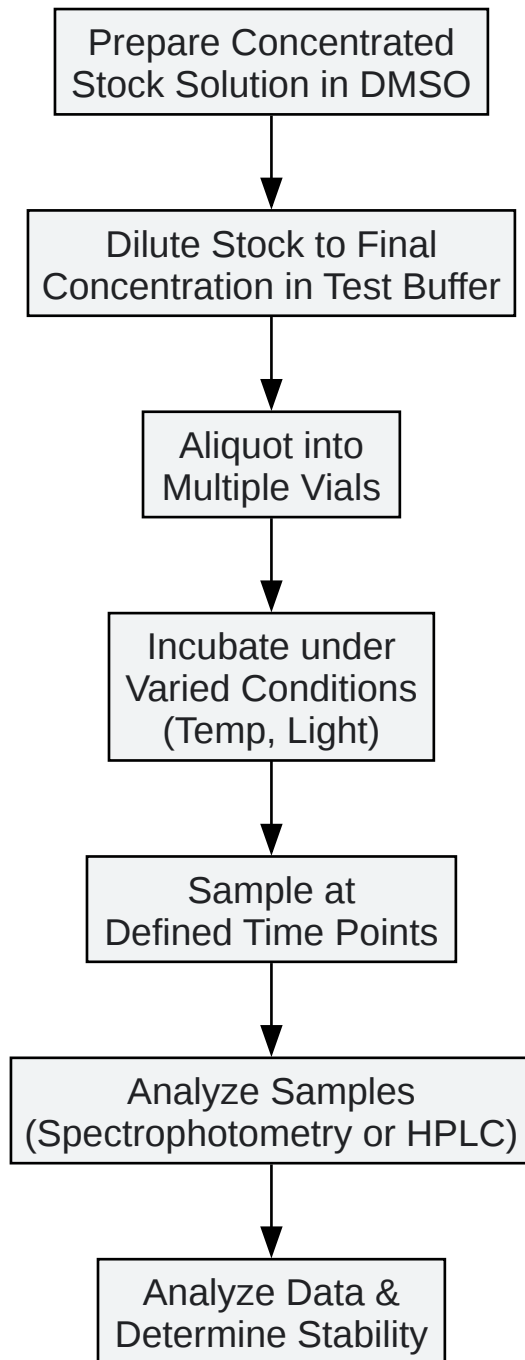 Prepare Concentrated
Stock Solution in DMSO
Dilute Stock to Final
Concentration in Test Buffer
Aliquot into
Multiple Vials
Incubate under
Varied Conditions
(Temp, Light)
Sample at
Defined Time Points
Analyze Samples
(Spectrophotometry or HPLC)
Analyze Data &
Determine Stability